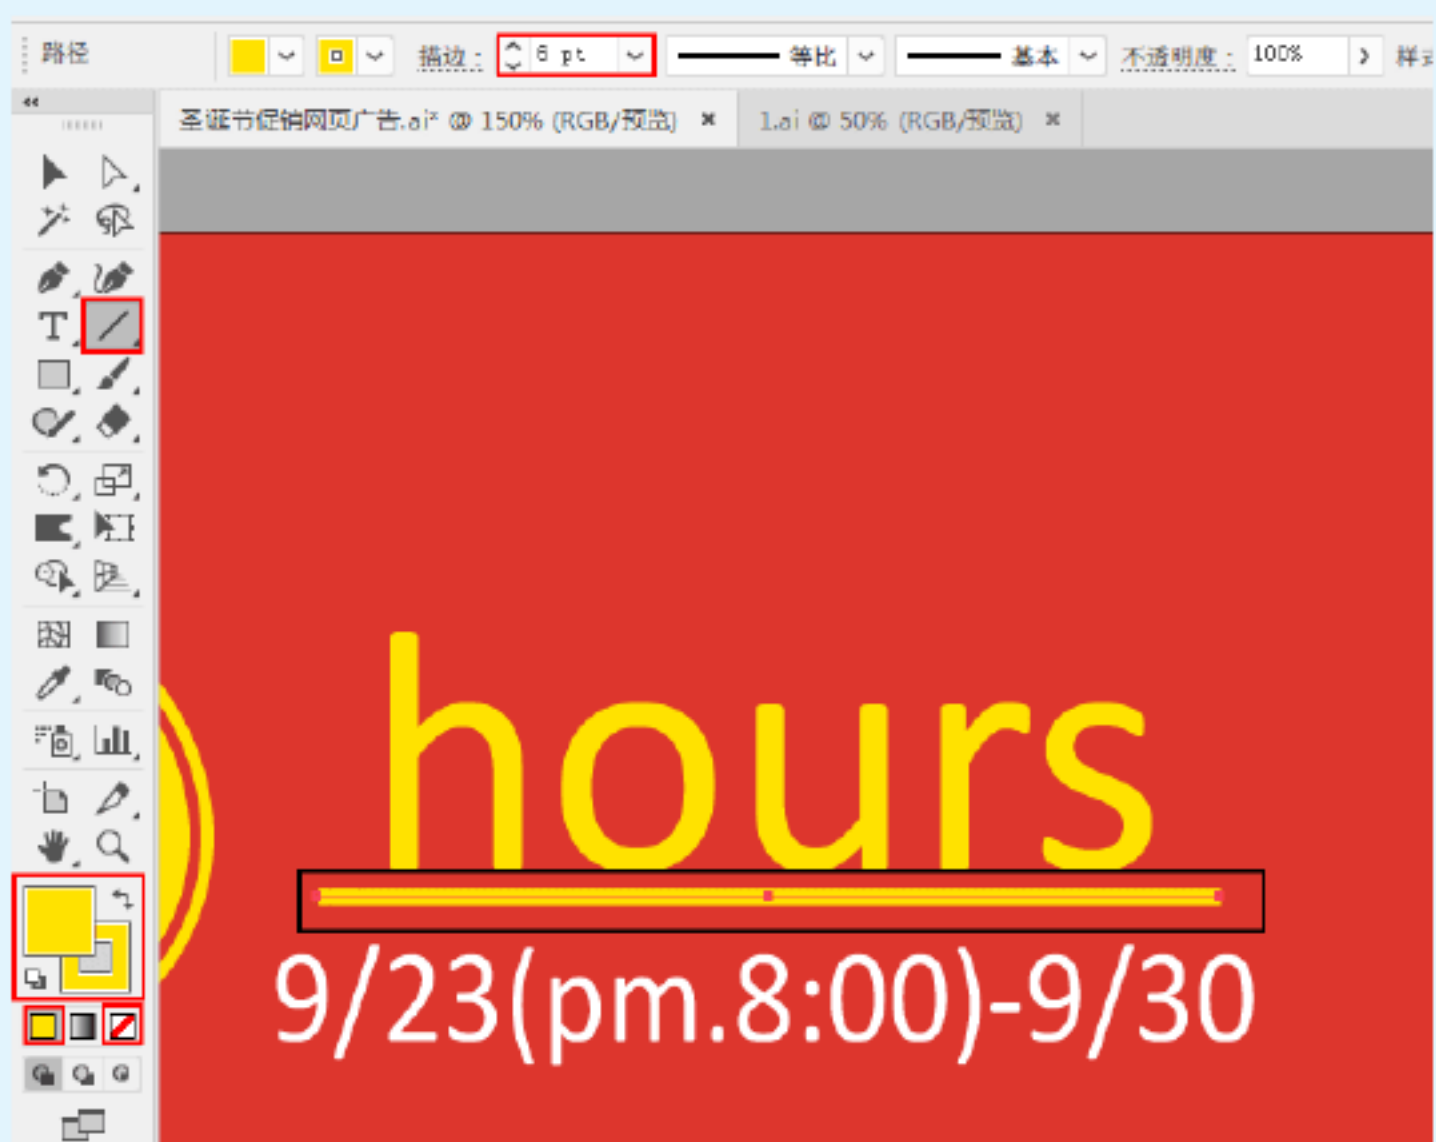 路径 描边: 6 pt 等比 基本 不透明度: 100%
圣诞节促销网页广告.ai* @ 150% (RGB/预览) × 1.ai @ 50% (RGB/预览) ×
hours
9/23(pm.8:00)-9/30